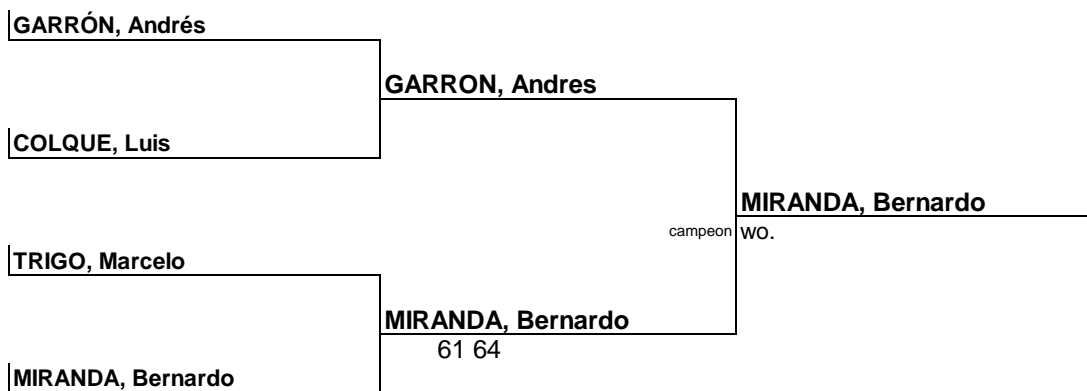 GARRÓN, Andrés
GARRON, Andres
COLQUE, Luis
MIRANDA, Bernardo
campeon wo.
TRIGO, Marcelo
MIRANDA, Bernardo
61 64
MIRANDA, Bernardo